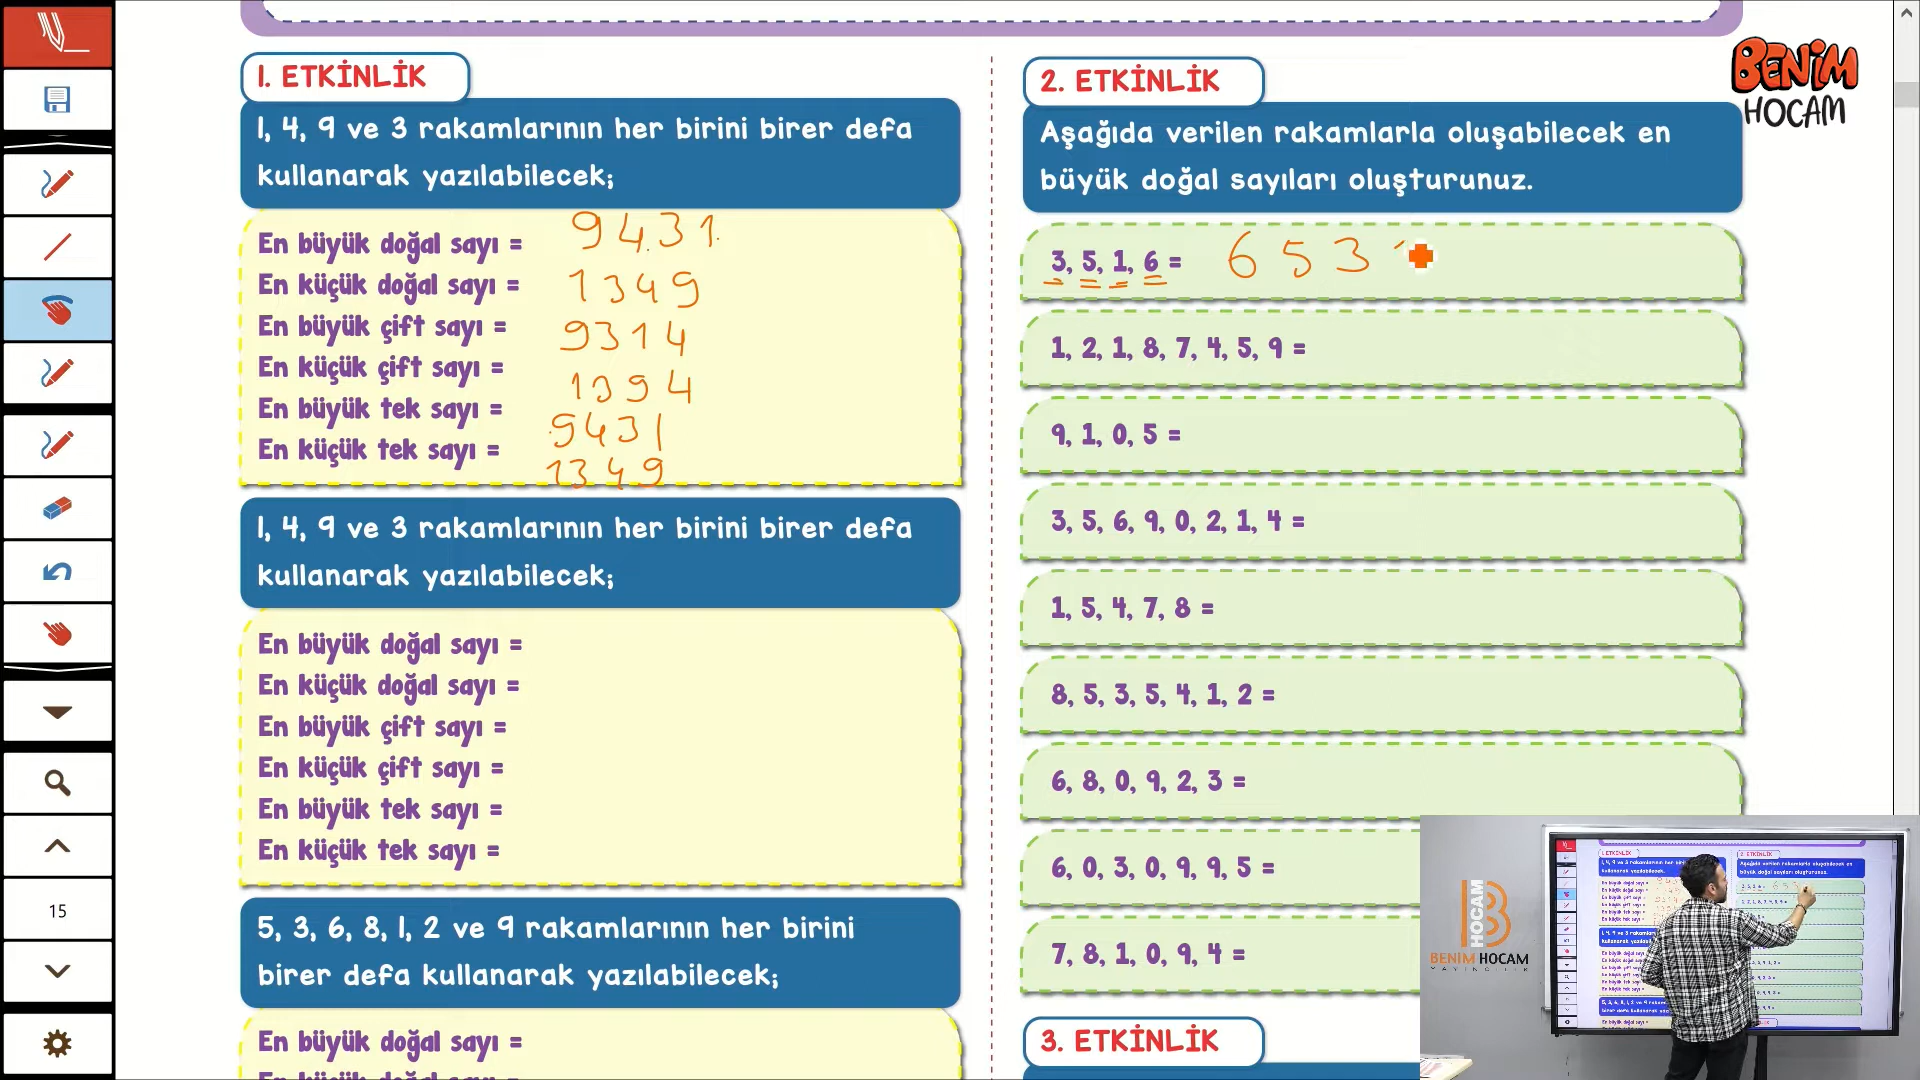 1. ETKİNLİK
1, 4, 9 ve 3 rakamlarının her birini birer defa
kullanarak yazılabilecek;
En büyük doğal sayı = 9431
En küçük doğal sayı = 1349
En büyük çift sayı = 9314
En küçük çift sayı = 1394
En büyük tek sayı = 9431
En küçük tek sayı = 1349
1, 4, 9 ve 3 rakamlarının her birini birer defa
kullanarak yazılabilecek;
En büyük doğal sayı =
En küçük doğal sayı =
En büyük çift sayı =
En küçük çift sayı =
En büyük tek sayı =
En küçük tek sayı =
5, 3, 6, 8, 1, 2 ve 9 rakamlarının her birini
birer defa kullanarak yazılabilecek;
En büyük doğal sayı =
2. ETKİNLİK
Aşağıda verilen rakamlarla oluşabilecek en
büyük doğal sayıları oluşturunuz.
3, 5, 1, 6 = 653
1, 2, 1, 8, 7, 4, 5, 9 =
9, 1, 0, 5 =
3, 5, 6, 9, 0, 2, 1, 4 =
1, 5, 4, 7, 8 =
8, 5, 3, 5, 4, 1, 2 =
6, 8, 0, 9, 2, 3 =
6, 0, 3, 0, 9, 9, 5 =
7, 8, 1, 0, 9, 4 =
3. ETKİNLİK
BENİM
HOCAM
15
HOCAM
BENİM HOCAM
YAYINCILIK